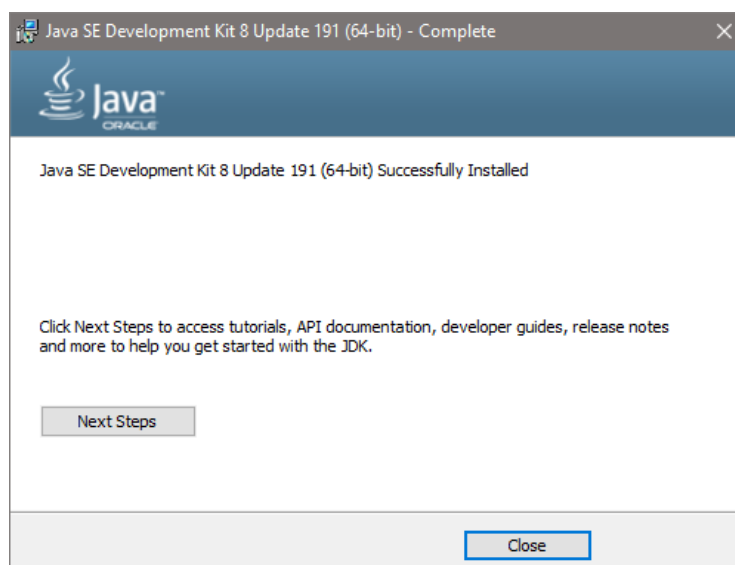 Java SE Development Kit 8 Update 191 (64-bit) - Complete
Java™
ORACLE
Java SE Development Kit 8 Update 191 (64-bit) Successfully Installed
Click Next Steps to access tutorials, API documentation, developer guides, release notes
and more to help you get started with the JDK.
Next Steps
Close